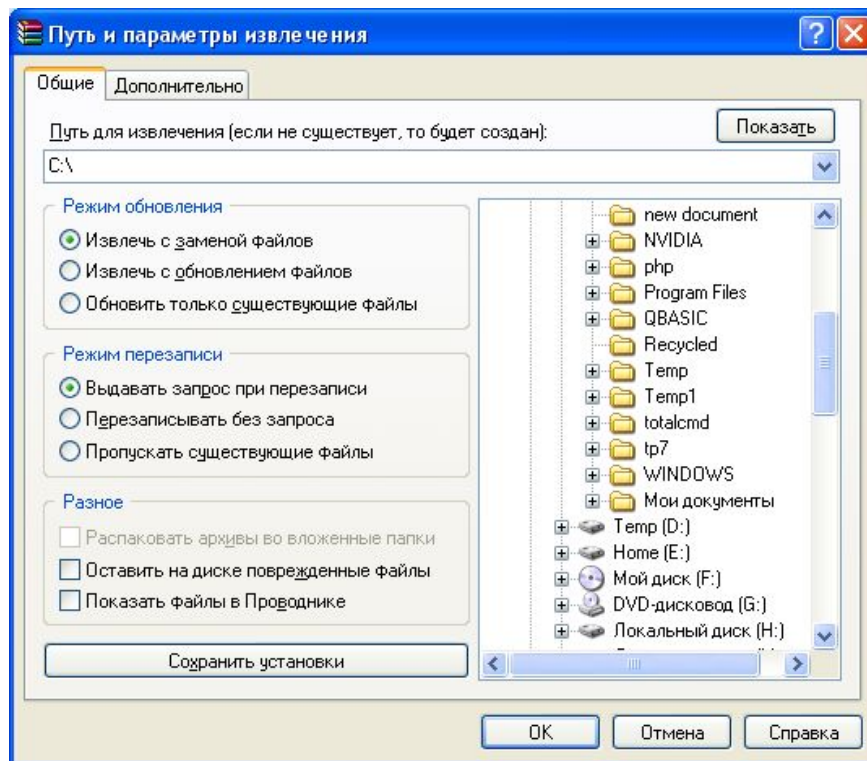 Путь и параметры извлечения
Общие
Дополнительно
Путь для извлечения (если не существует, то будет создан):
Показать
C:\
Режим обновления
Извлечь с заменой файлов
Извлечь с обновлением файлов
Обновить только существующие файлы
Режим перезаписи
Выдавать запрос при перезаписи
Перезаписывать без запроса
Пропускать существующие файлы
Разное
Распаковать архивы во вложенные папки
Оставить на диске поврежденные файлы
Показать файлы в Проводнике
Сохранить установки
new document
NVIDIA
php
Program Files
QBASIC
Recycled
Temp
Temp1
totalcmd
tp7
WINDOWS
Мои документы
Temp (D:)
Home (E:)
Мой диск (F:)
DVD-дисковод (G:)
Локальный диск (H:)
OK
Отмена
Справка